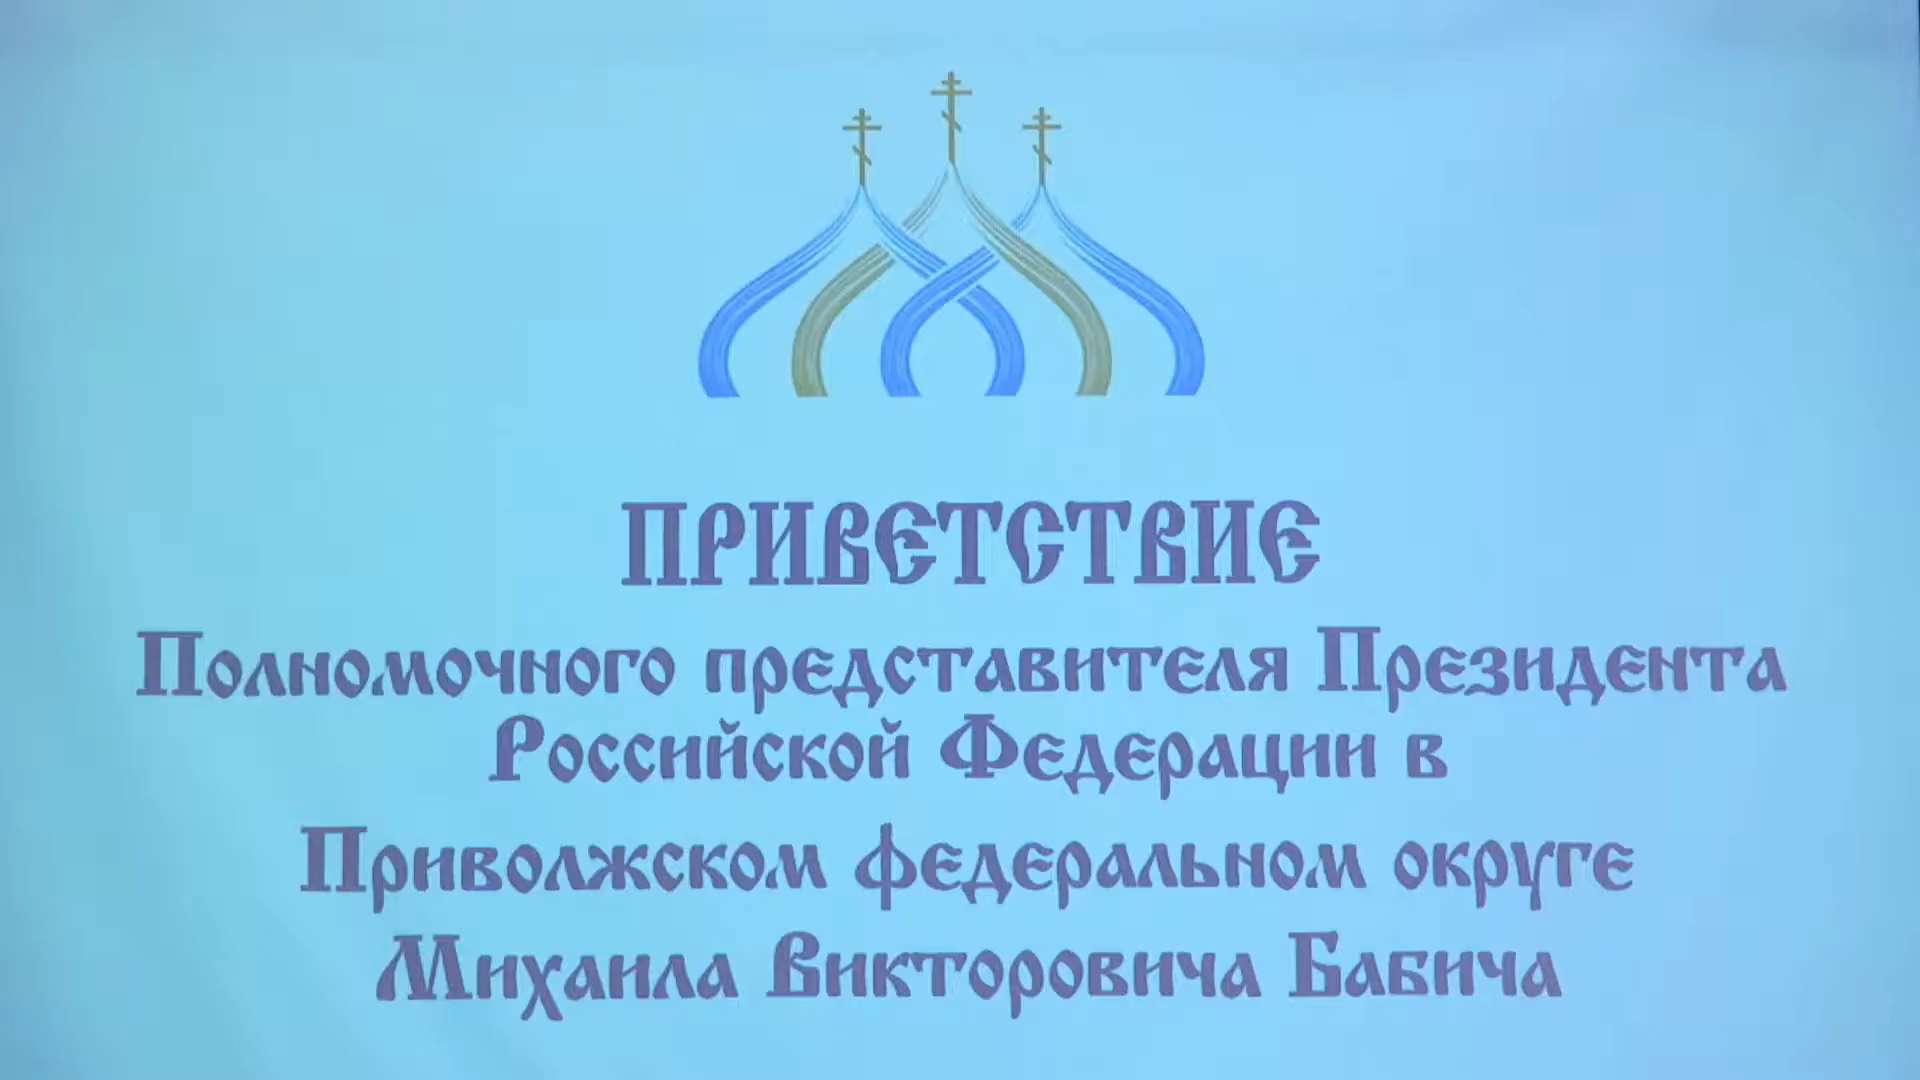 ПРИВЕТСТВИЕ
Полномочного представителя Президента
Российской Федерации в
Приволжском федеральном округе
Михаила Викторовича Бабича